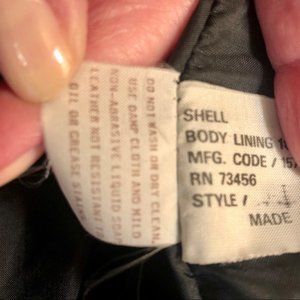 DO NOT WASH OR DRY CLEAN.
USE DAMP CLOTH AND MILD
NON-ABRASIVE LIQUID SOAP
LEATHER NOT RESISTANT TO
OIL OR GREASE STAINS
SHELL
BODY LINING
MFG. CODE / 15
RN 73456
STYLE /
MADE